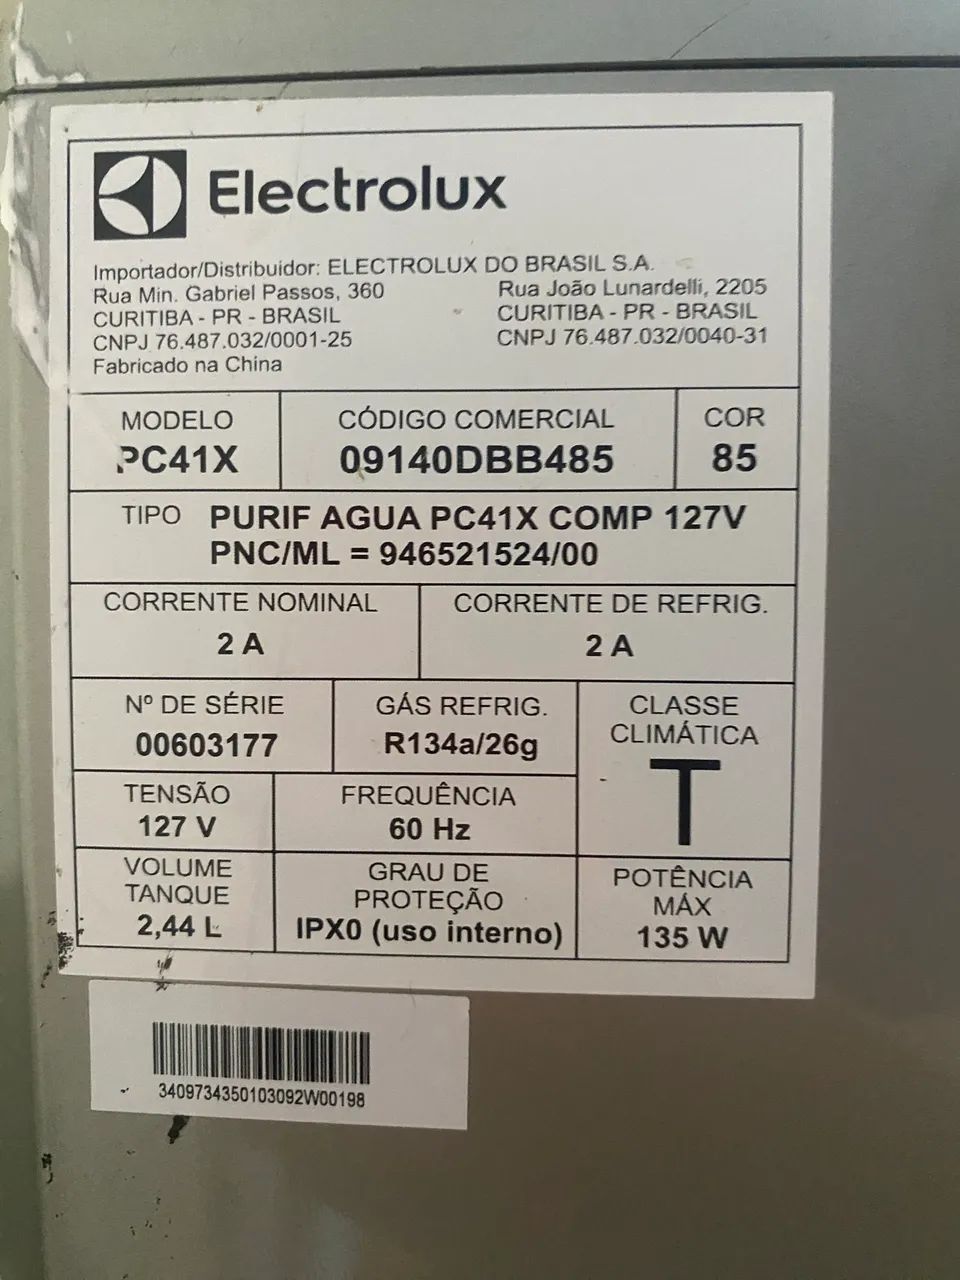 Electrolux
Importador/Distribuidor: ELECTROLUX DO BRASIL S.A.
Rua Min. Gabriel Passos, 360
CURITIBA - PR - BRASIL
CNPJ 76.487.032/0001-25
Fabricado na China
Rua João Lunardelli, 2205
CURITIBA - PR - BRASIL
CNPJ 76.487.032/0040-31
MODELO
PC41X
CÓDIGO COMERCIAL
09140DBB485
COR
85
TIPO PURIF AGUA PC41X COMP 127V
PNC/ML = 946521524/00
CORRENTE NOMINAL
2 A
CORRENTE DE REFRIG.
2 A
Nº DE SÉRIE
00603177
GÁS REFRIG.
R134a/26g
CLASSE
CLIMÁTICA
T
TENSÃO
127 V
FREQUÊNCIA
60 Hz
VOLUME
TANQUE
2,44 L
GRAU DE
PROTEÇÃO
IPX0 (uso interno)
POTÊNCIA
MÁX
135 W
3409734350103092W00198